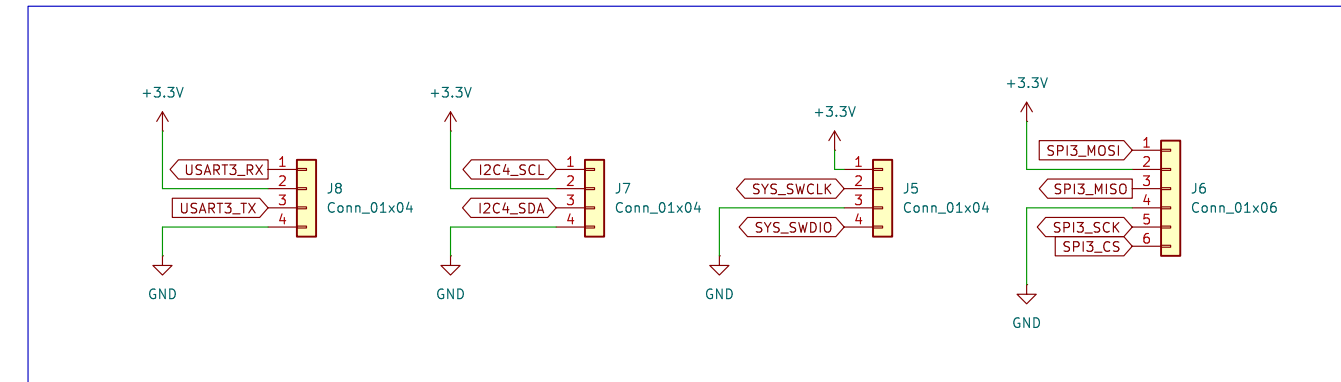 +3.3V
USART3_RX 1
2
USART3_TX 3
4
J8
Conn_01x04
GND
+3.3V
I2C4_SCL 1
2
I2C4_SDA 3
4
J7
Conn_01x04
GND
+3.3V
1
SYS_SWCLK 2
3
SYS_SWDIO 4
J5
Conn_01x04
GND
+3.3V
SPI3_MOSI 1
2
SPI3_MISO 3
4
SPI3_SCK 5
SPI3_CS 6
J6
Conn_01x06
GND